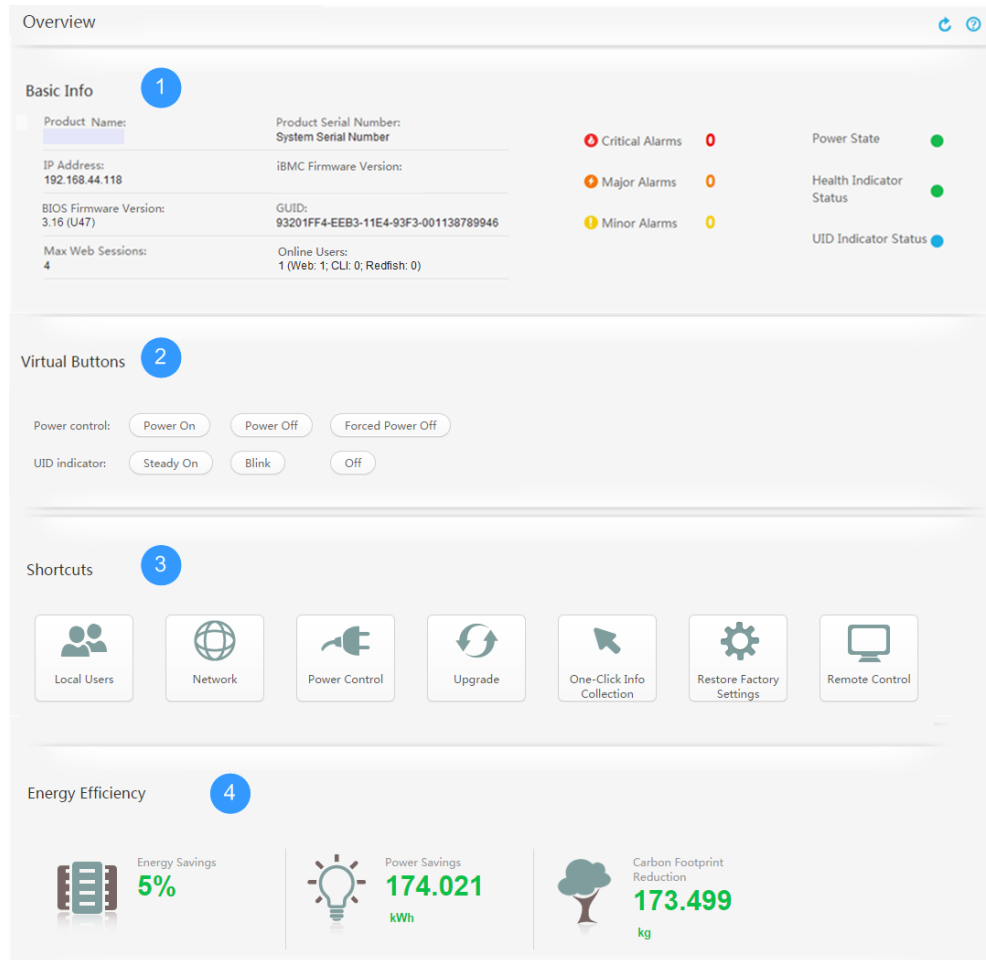 Overview
Basic Info
1
Product Name:
Product Serial Number:
System Serial Number
IP Address:
192.168.44.118
iBMC Firmware Version:
BIOS Firmware Version:
3.16 (U47)
GUID:
93201FF4-EEB3-11E4-93F3-001138789946
Max Web Sessions:
4
Online Users:
1 (Web: 1; CLI: 0; Redfish: 0)
Critical Alarms 0
Major Alarms 0
Minor Alarms 0
Power State
Health Indicator
Status
UID Indicator Status
Virtual Buttons
2
Power control: Power On Power Off Forced Power Off
UID indicator: Steady On Blink Off
Shortcuts
3
Local Users
Network
Power Control
Upgrade
One-Click Info
Collection
Restore Factory
Settings
Remote Control
Energy Efficiency
4
Energy Savings
5%
Power Savings
174.021
kWh
Carbon Footprint
Reduction
173.499
kg